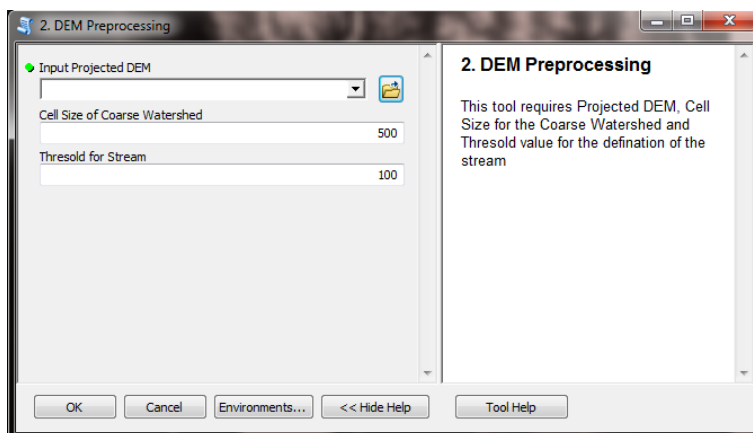 2. DEM Preprocessing
Input Projected DEM
Cell Size of Coarse Watershed
500
Thresold for Stream
100
2. DEM Preprocessing
This tool requires Projected DEM, Cell
Size for the Coarse Watershed and
Thresold value for the defination of the
stream
OK
Cancel
Environments...
<< Hide Help
Tool Help